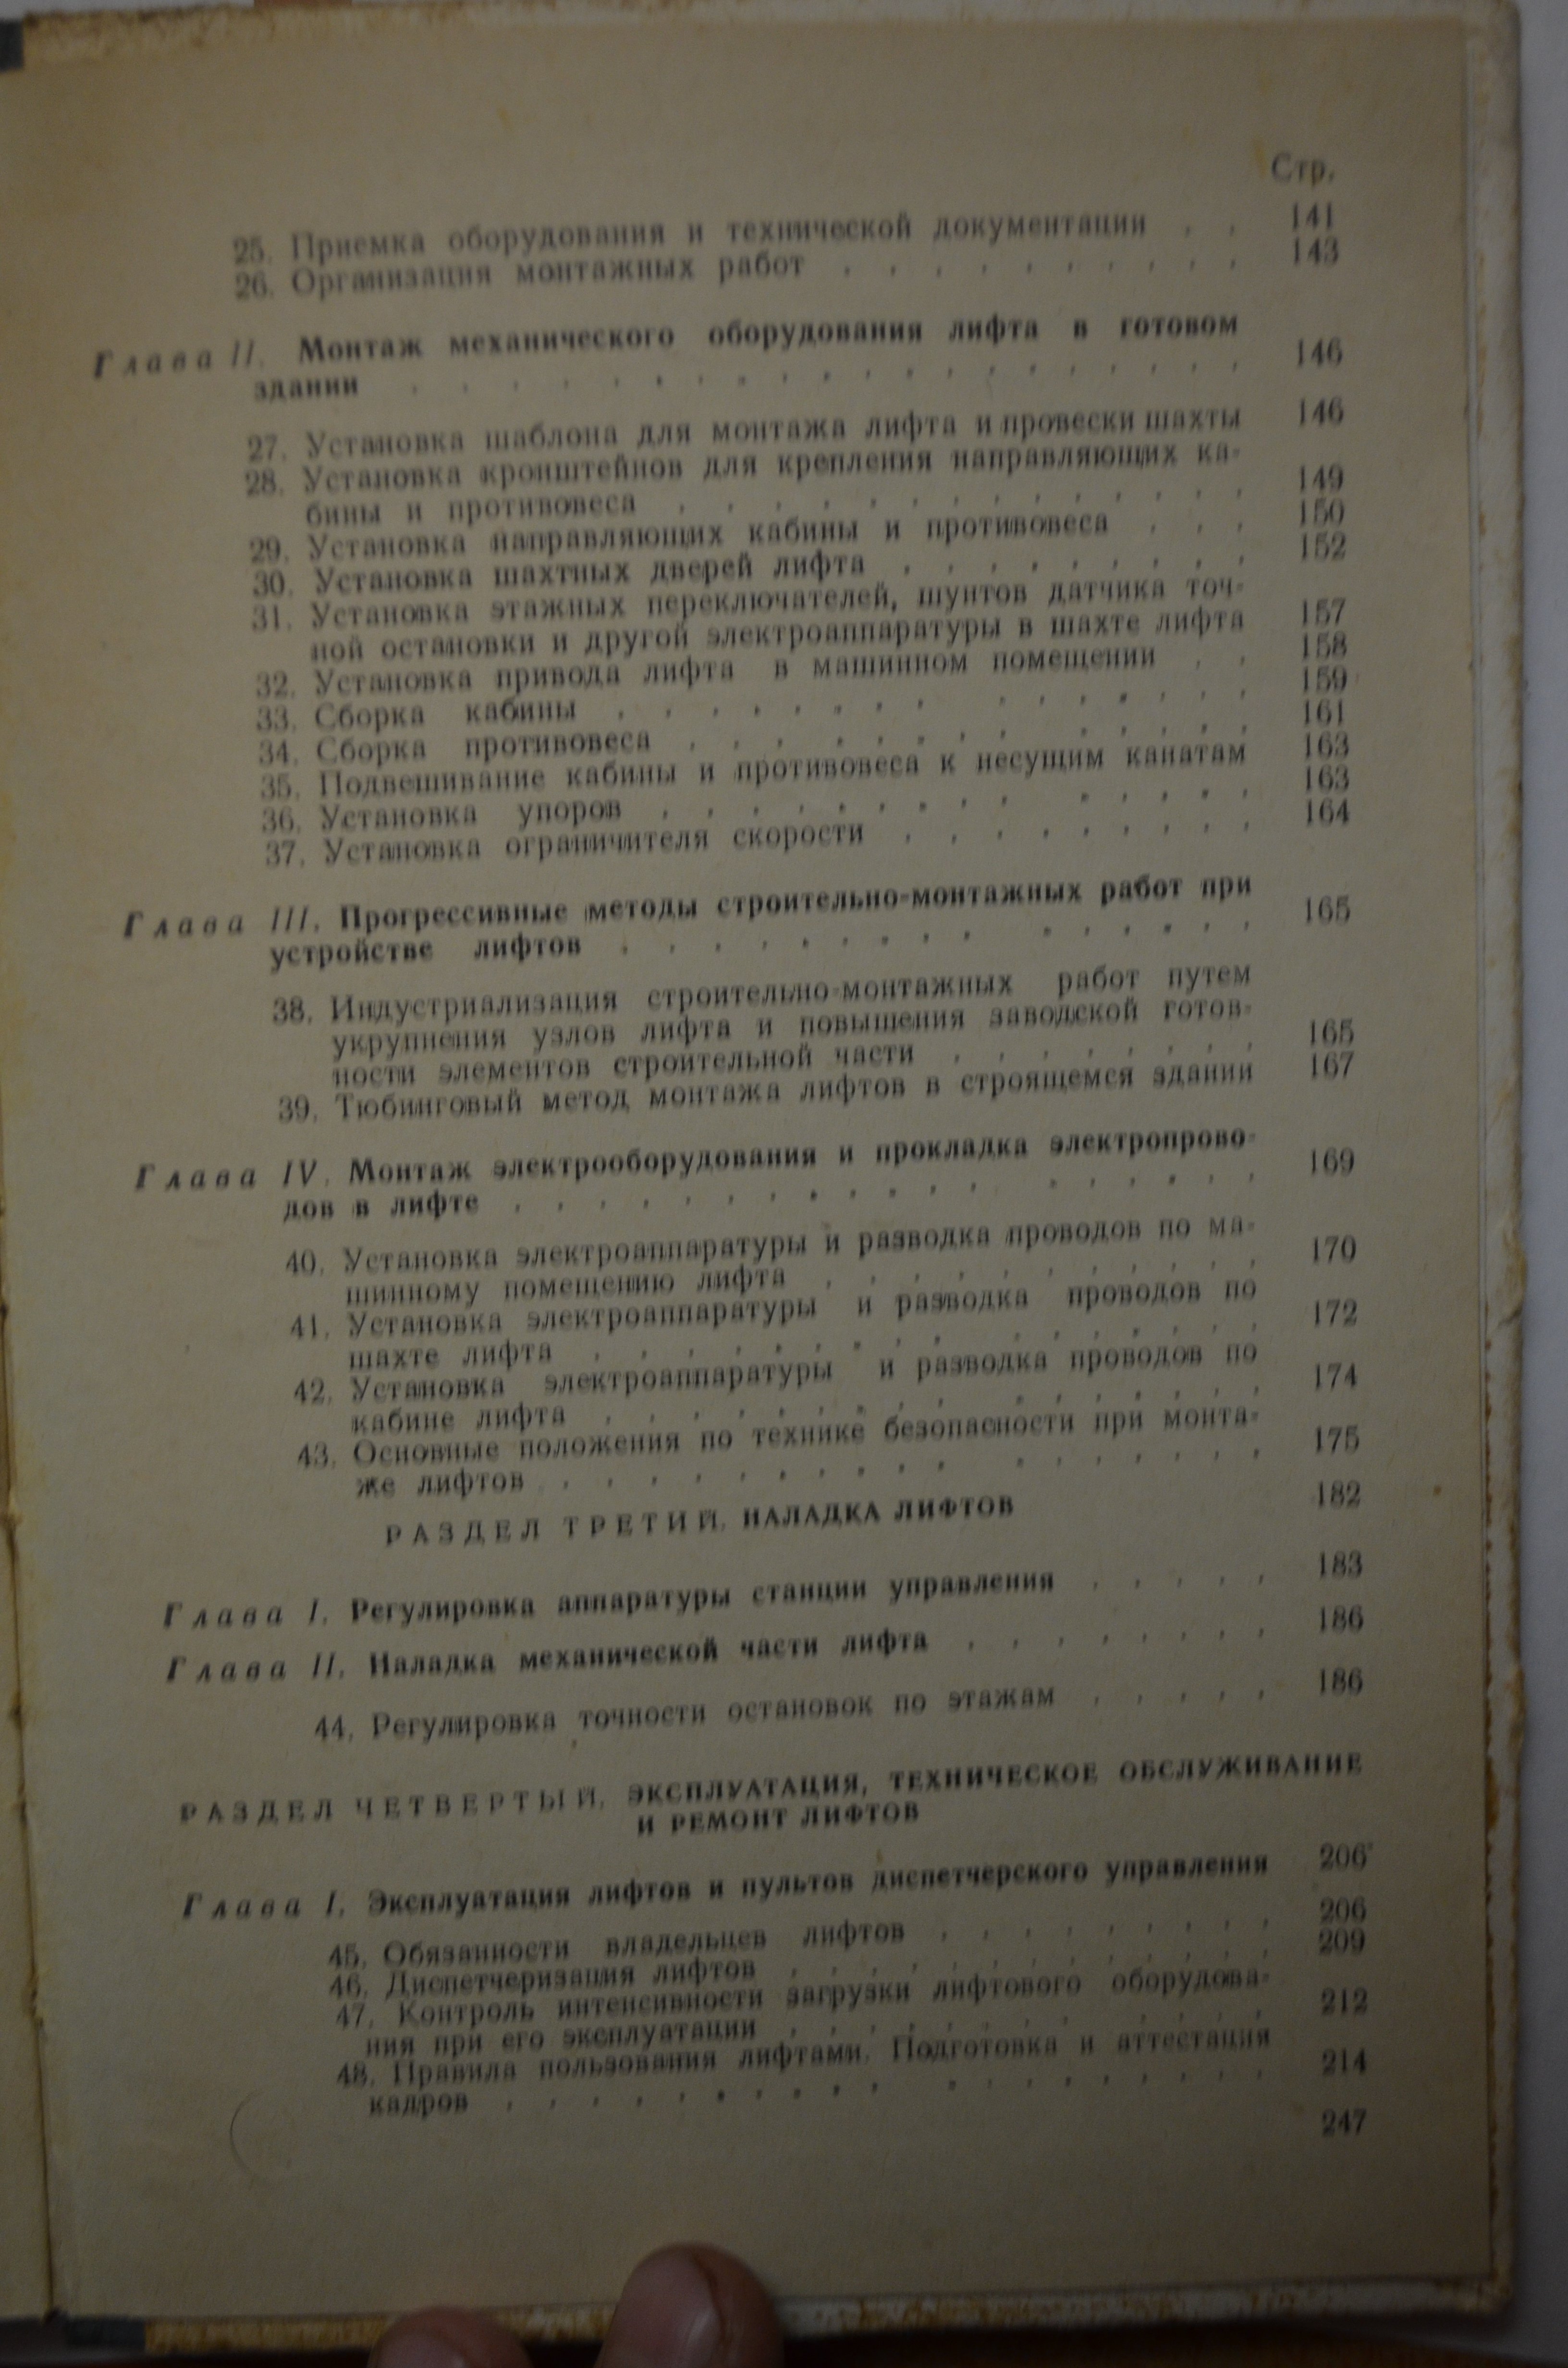 Стр.
25. Приемка оборудования и технической документации . . 141
26. Организация монтажных работ . . . . . . . . . . 143
Глава II. Монтаж механического оборудования лифта в готовом
здании . . . . . . . . . . . . . . . . . . . . 146
27. Установка шаблона для монтажа лифта и провески шахты 146
28. Установка кронштейнов для крепления направляющих ка-
бины и противовеса . . . . . . . . . . . . . . 149
29. Установка направляющих кабины и противовеса . . . 150
30. Установка шахтных дверей лифта . . . . . . . . . 152
31. Установка этажных переключателей, шунтов датчика точ-
ной остановки и другой электроаппаратуры в шахте лифта 157
32. Установка привода лифта в машинном помещении . . 158
33. Сборка кабины . . . . . . . . . . . . . . . 159
34. Сборка противовеса . . . . . . . . . . . . . 161
35. Подвешивание кабины и противовеса к несущим канатам 163
36. Установка упоров . . . . . . . . . . . . . . 163
37. Установка ограничителя скорости . . . . . . . . . 164
Глава III. Прогрессивные методы строительно-монтажных работ при
устройстве лифтов . . . . . . . . . . . . . . . 165
38. Индустриализация строительно-монтажных работ путем
укрупнения узлов лифта и повышения заводской готов-
ности элементов строительной части . . . . . . . . 165
39. Тюбинговый метод монтажа лифтов в строящемся здании 167
Глава IV. Монтаж электрооборудования и прокладка электропрово-
дов в лифте . . . . . . . . . . . . . . . . . . 169
40. Установка электроаппаратуры и разводка проводов по ма-
шинному помещению лифта . . . . . . . . . . . 170
41. Установка электроаппаратуры и разводка проводов по
шахте лифта . . . . . . . . . . . . . . . . 172
42. Установка электроаппаратуры и разводка проводов по
кабине лифта . . . . . . . . . . . . . . . . 174
43. Основные положения по технике безопасности при монта-
же лифтов . . . . . . . . . . . . . . . . . 175
РАЗДЕЛ ТРЕТИЙ. НАЛАДКА ЛИФТОВ 182
Глава I. Регулировка аппаратуры станции управления . . . . . 183
Глава II. Наладка механической части лифта . . . . . . . . 186
44. Регулировка точности остановок по этажам . . . . . 186
РАЗДЕЛ ЧЕТВЕРТЫЙ. ЭКСПЛУАТАЦИЯ, ТЕХНИЧЕСКОЕ ОБСЛУЖИВАНИЕ
И РЕМОНТ ЛИФТОВ
Глава I. Эксплуатация лифтов и пультов диспетчерского управления 206
45. Обязанности владельцев лифтов . . . . . . . . . 206
46. Диспетчеризация лифтов . . . . . . . . . . . . 209
47. Контроль интенсивности загрузки лифтового оборудова-
ния при его эксплуатации . . . . . . . . . . . . 212
48. Правила пользования лифтами. Подготовка и аттестация
кадров . . . . . . . . . . . . . . . . . . 214
247